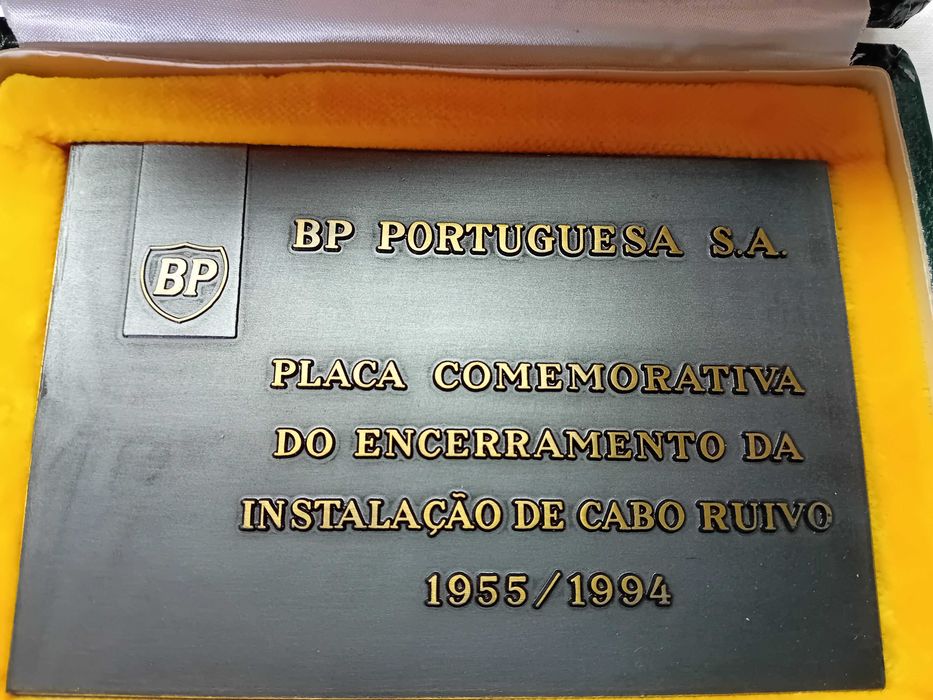 BP PORTUGUESA S.A.
BP
PLACA COMEMORATIVA
DO ENCERRAMENTO DA
INSTALAÇÃO DE CABO RUIVO
1955/1994